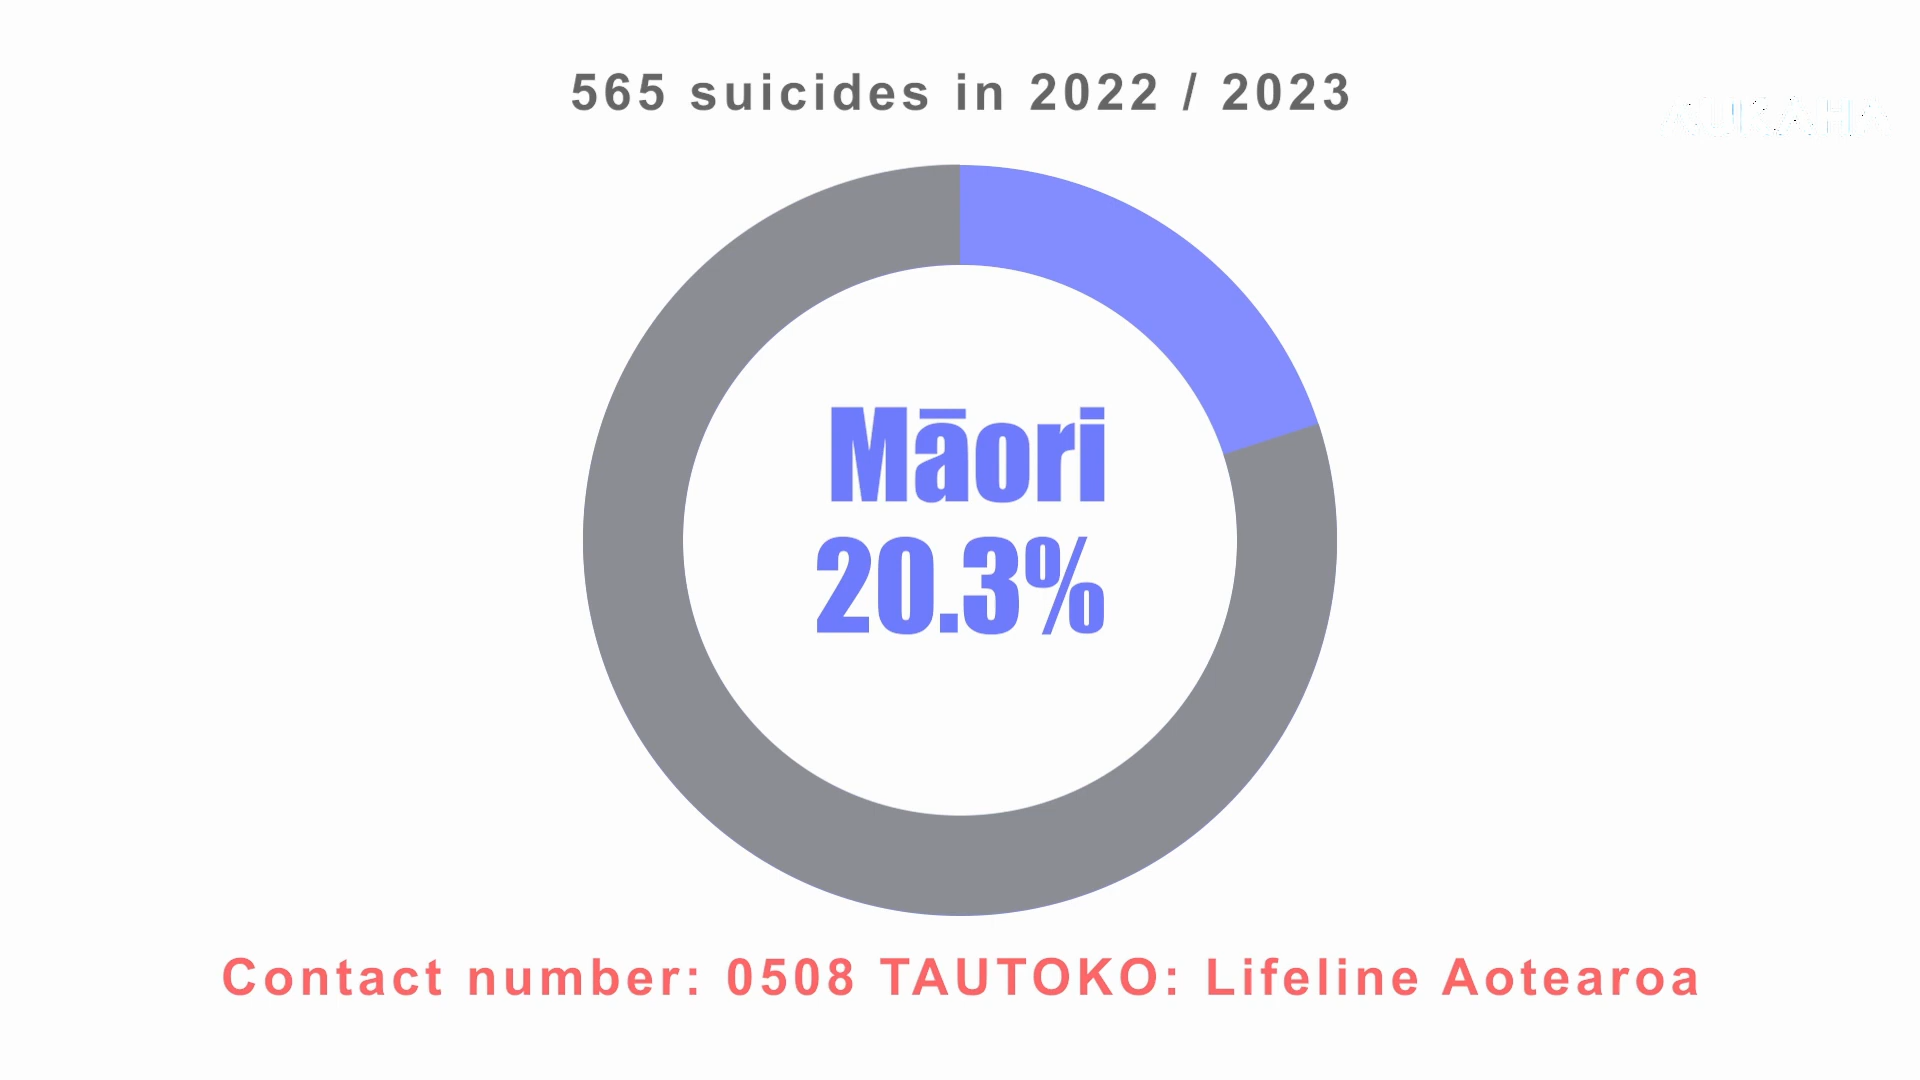 565 suicides in 2022 / 2023
Māori
20.3%
Contact number: 0508 TAUTOKO: Lifeline Aotearoa